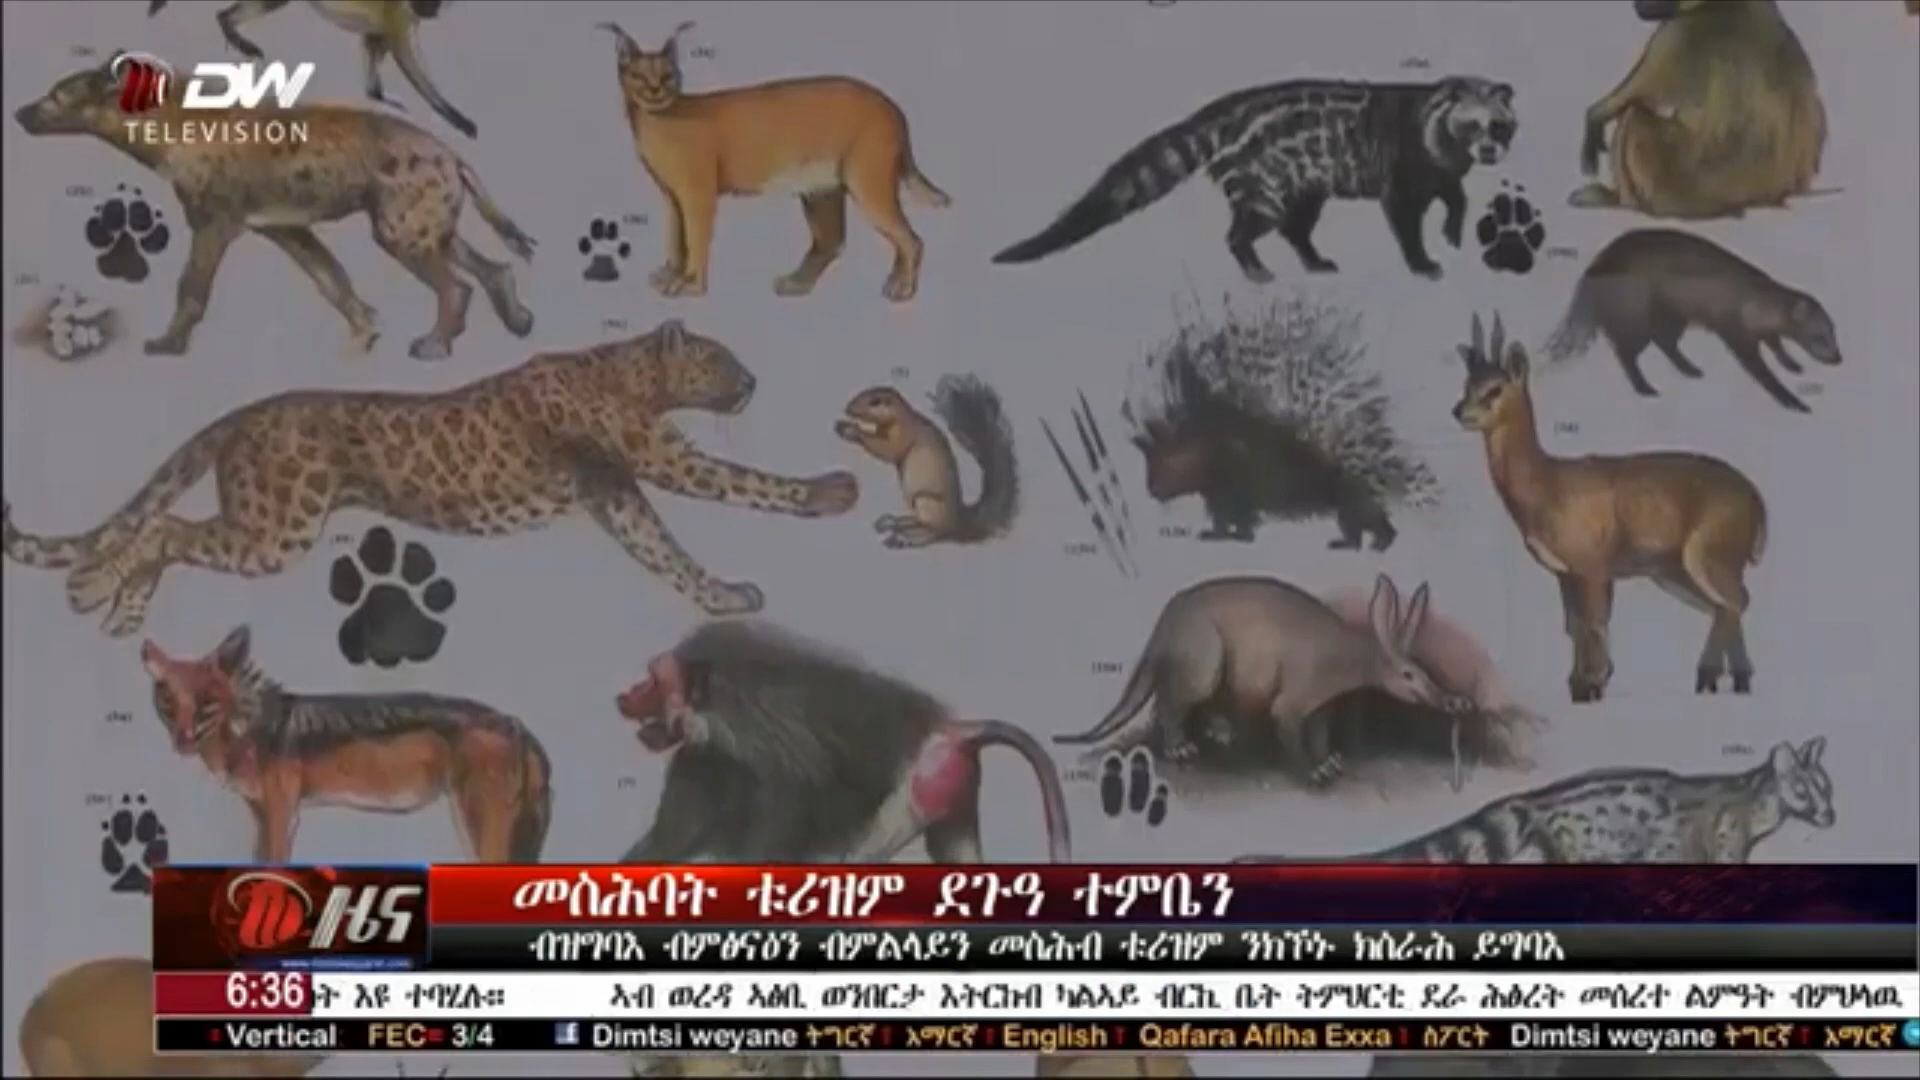 DW
TELEVISION
ዜና
መስሕባት ቱሪዝም ደጉዓ ተምቤን
ብዝግባእ ብምፅናዕን ብምልላይን መስሕብ ቱሪዝም ንክኾኑ ክስራሕ ይግባእ
6:36 ት እዩ ተባሂሉ። ኣብ ወረዳ ኣፅቢ ወንበርታ እትርከብ ካልኣይ ብርኪ ቤት ትምህርቲ ደራ ሕፅረት መሰረተ ልምዓት ብምህላዉ
Vertical FEC= 3/4 Dimtsi weyane ትግርኛ አማርኛ English Qafara Afiha Exxa ስፖርት Dimtsi weyane ትግርኛ አማርኛ